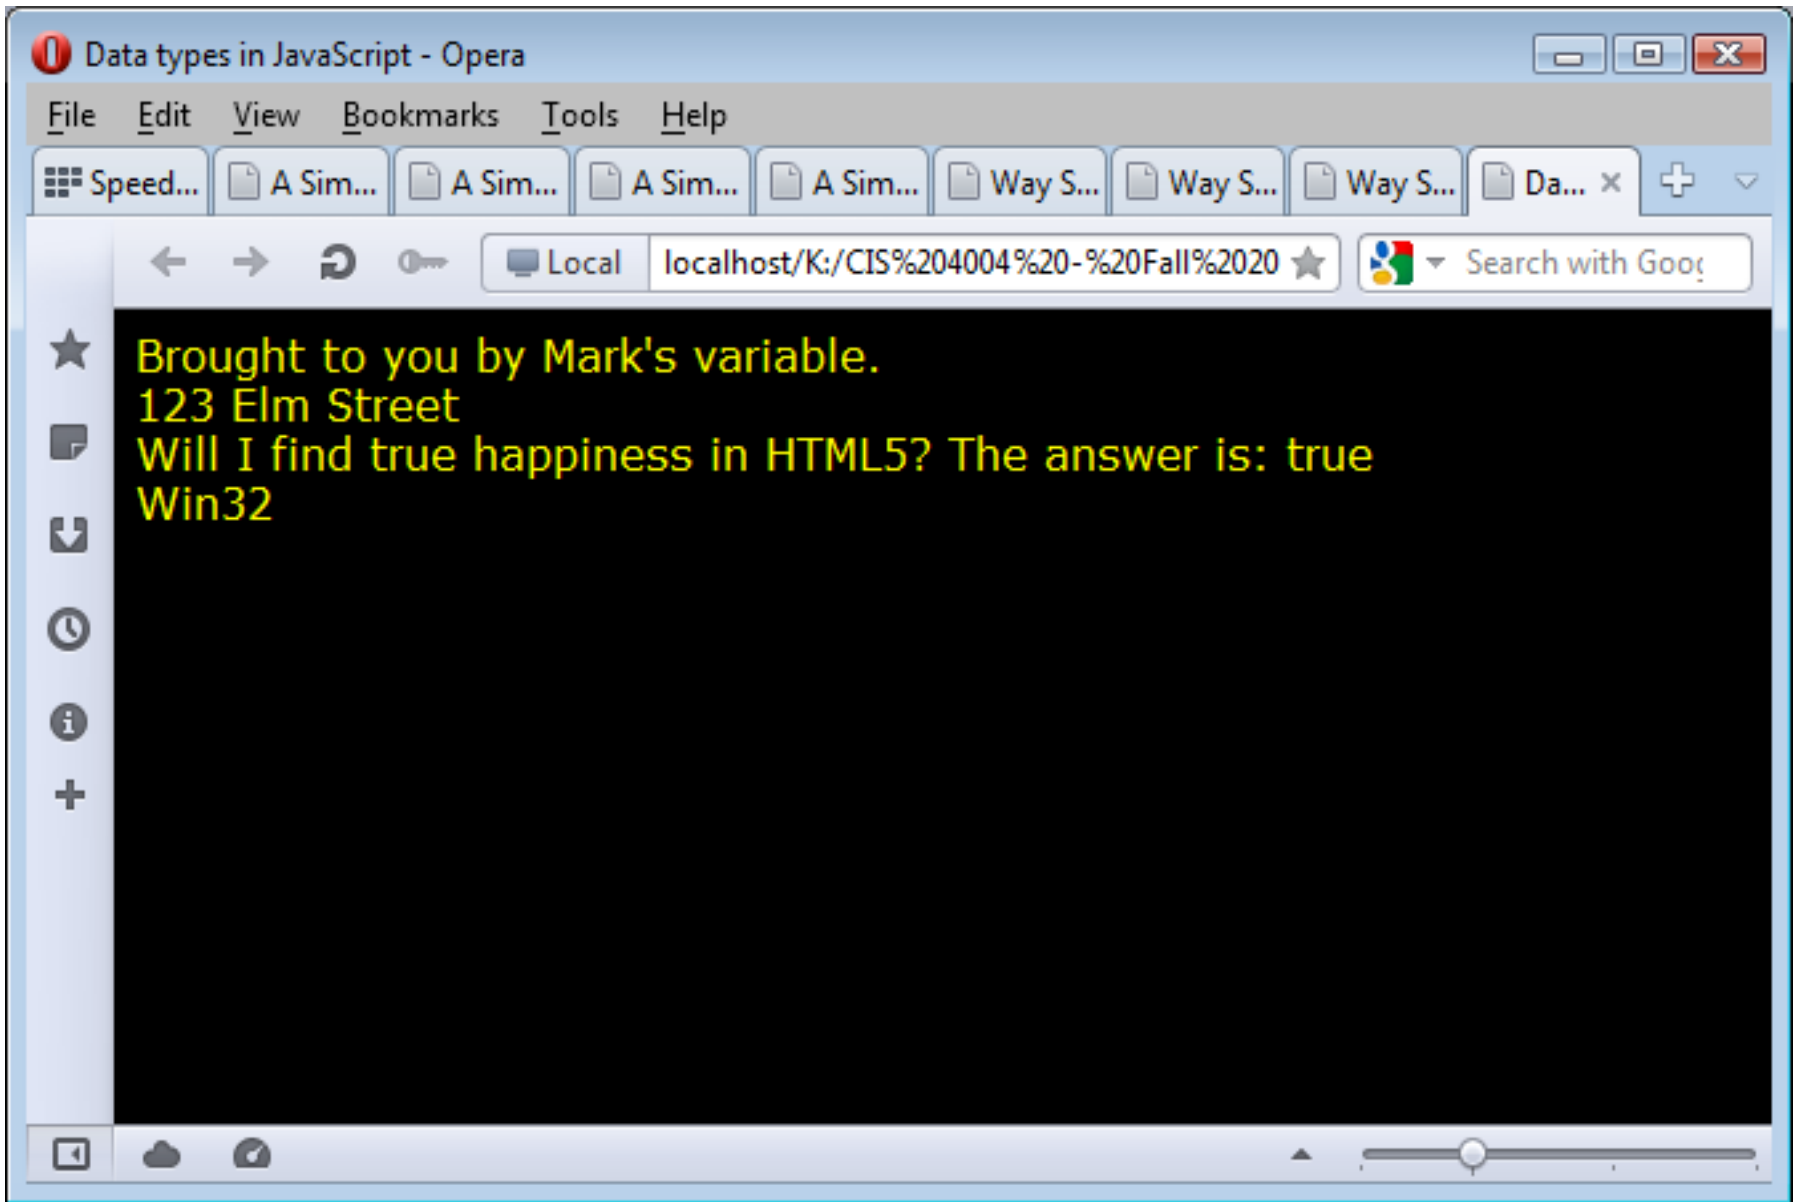 Data types in JavaScript - Opera
File Edit View Bookmarks Tools Help
Speed... A Sim... A Sim... A Sim... A Sim... Way S... Way S... Way S... Da...
Local localhost/K:/CIS%204004%20-%20Fall%2020 Search with Goog
Brought to you by Mark's variable.
123 Elm Street
Will I find true happiness in HTML5? The answer is: true
Win32